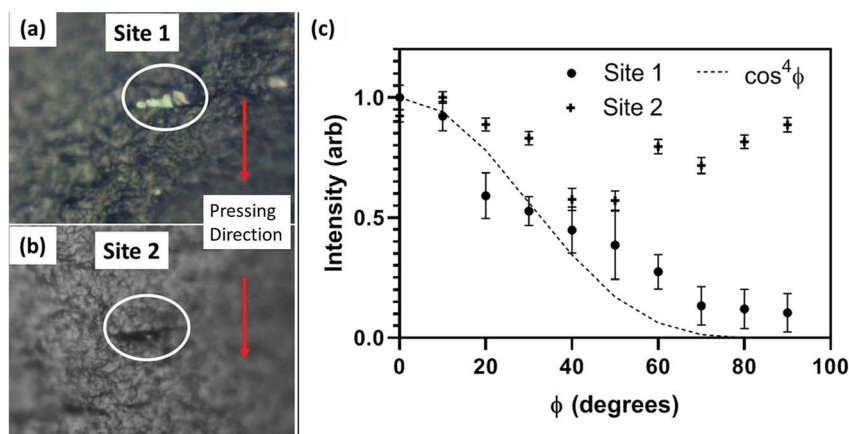 (a)
Site 1
Pressing
Direction
(b)
Site 2
(c)
Intensity (arb)
1.0
0.5
0.0
0
20
40
60
80
100
ϕ (degrees)
Site 1
Site 2
cos⁴ϕ